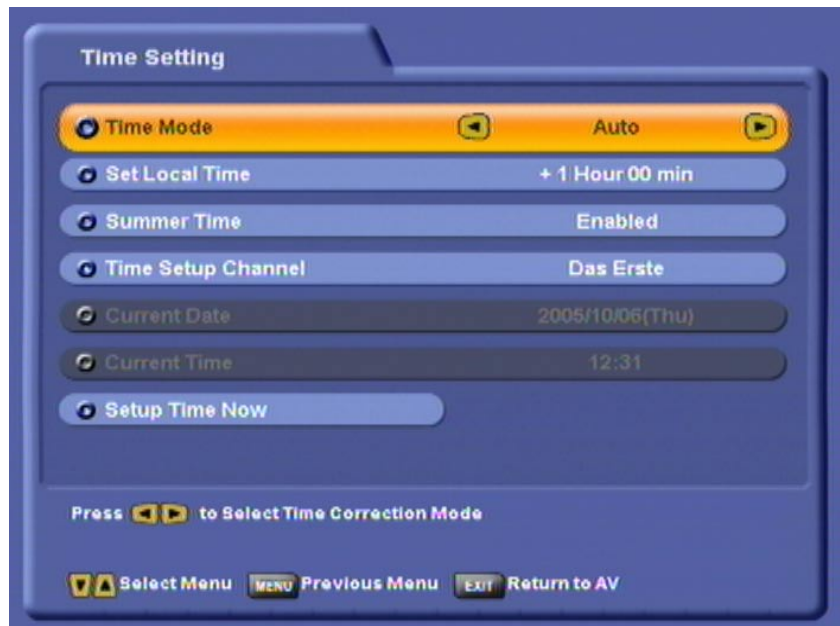 Time Setting
Time Mode Auto
Set Local Time + 1 Hour 00 min
Summer Time Enabled
Time Setup Channel Das Erste
Current Date 2005/10/06(Thu)
Current Time 12:31
Setup Time Now
Press to Select Time Correction Mode
Select Menu MENU Previous Menu EXIT Return to AV